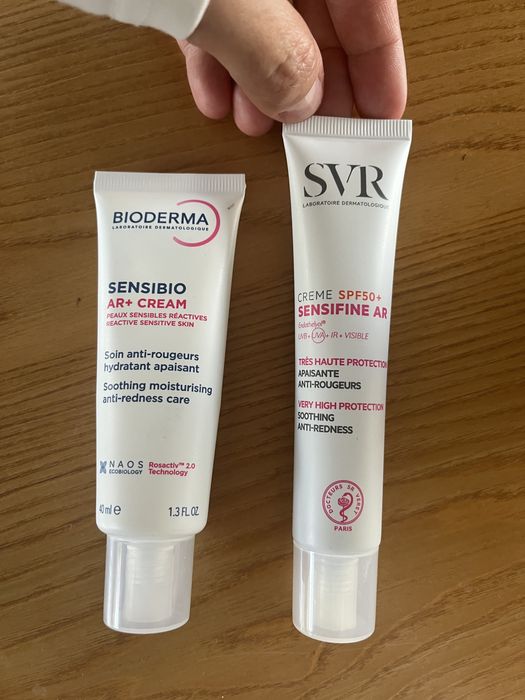 BIODERMA
LABORATOIRE DERMATOLOGIQUE
SENSIBIO
AR+ CREAM
PEAUX SENSIBLES RÉACTIVES
REACTIVE SENSITIVE SKIN
Soin anti-rougeurs
hydratant apaisant
Soothing moisturising
anti-redness care
NAOS
ECOBIOLOGY
Rosactiv™ 2.0
Technology
40 ml e
1.3 FL.OZ.
SVR
LABORATOIRE DERMATOLOGIQUE
CREME SPF50+
SENSIFINE AR
Endothelyol®
UVB+UVA+IR+VISIBLE
TRÈS HAUTE PROTECTION
APAISANTE
ANTI-ROUGEURS
VERY HIGH PROTECTION
SOOTHING
ANTI-REDNESS
DOCTEURS SR VERET
PARIS